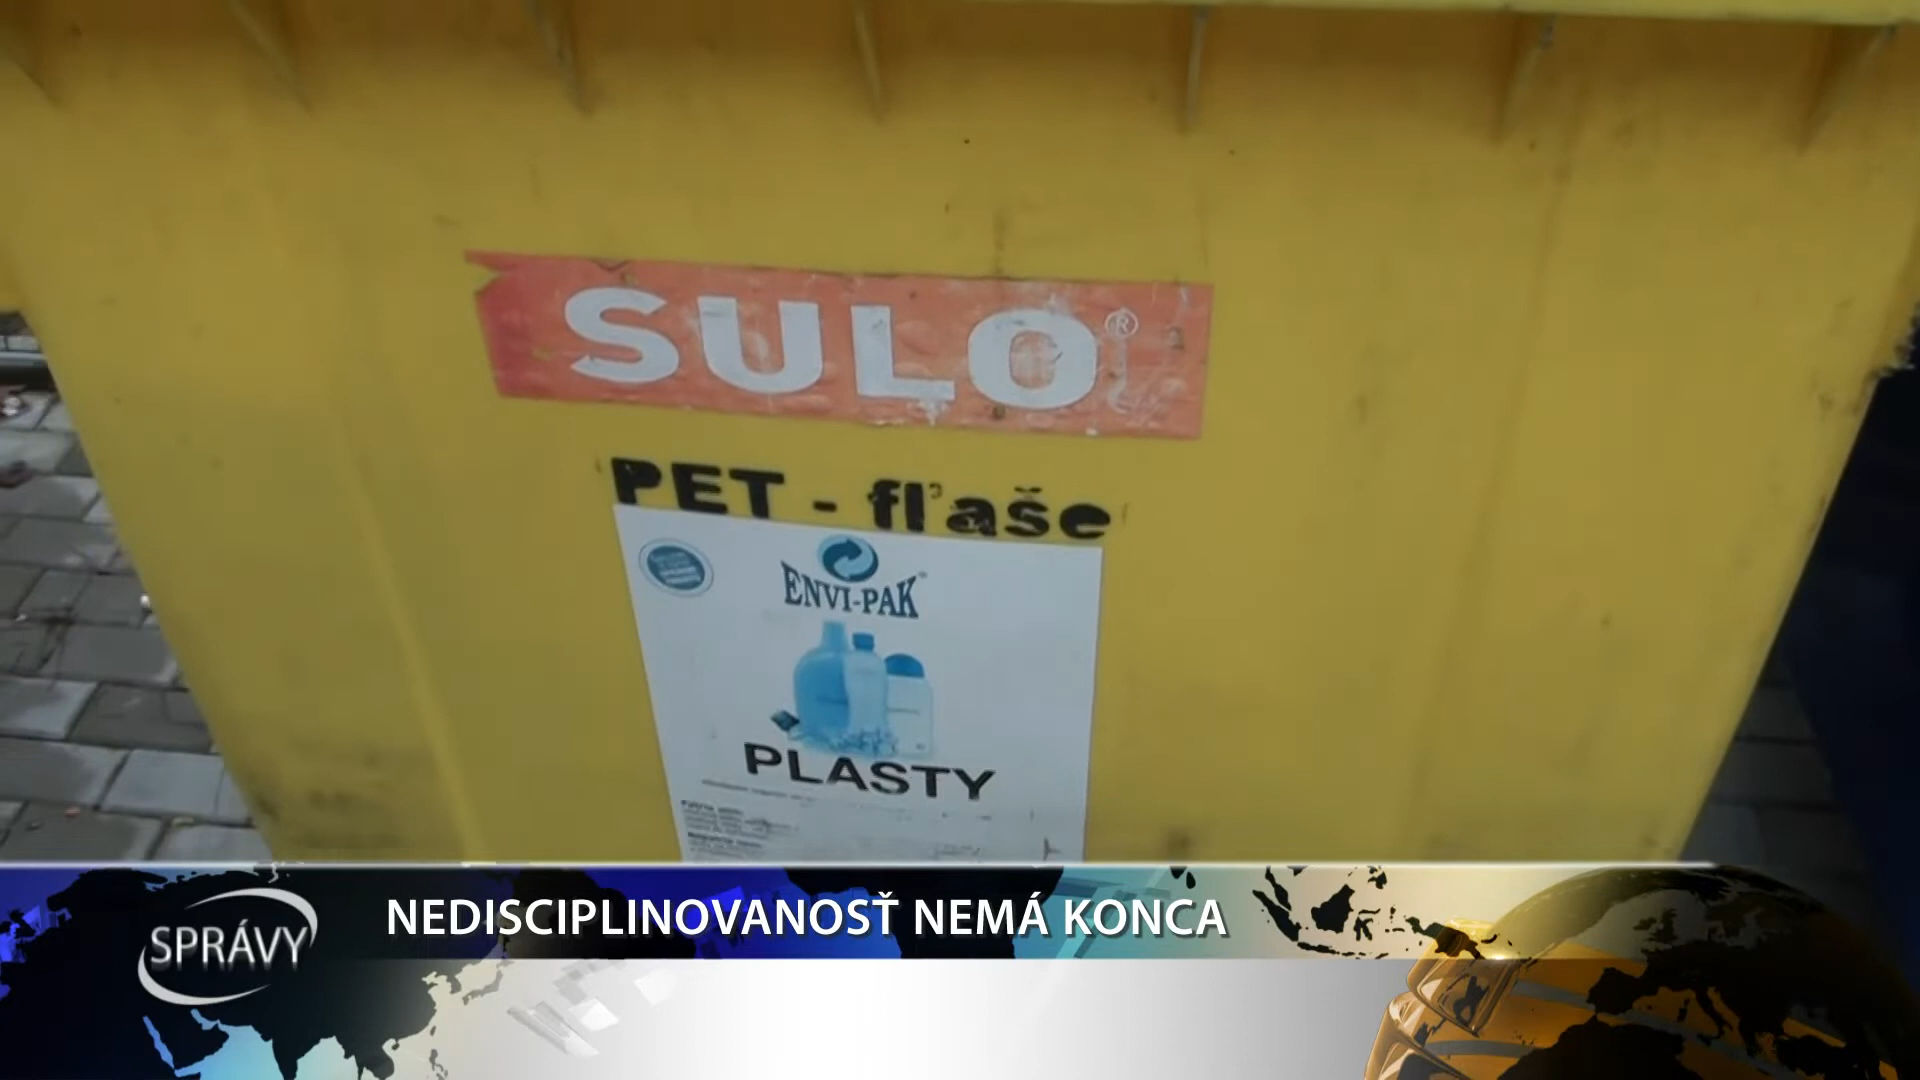 SULO®
PET - fľaše
ENVI-PAK
PLASTY
NEDISCIPLINOVANOSŤ NEMÁ KONCA
SPRÁVY